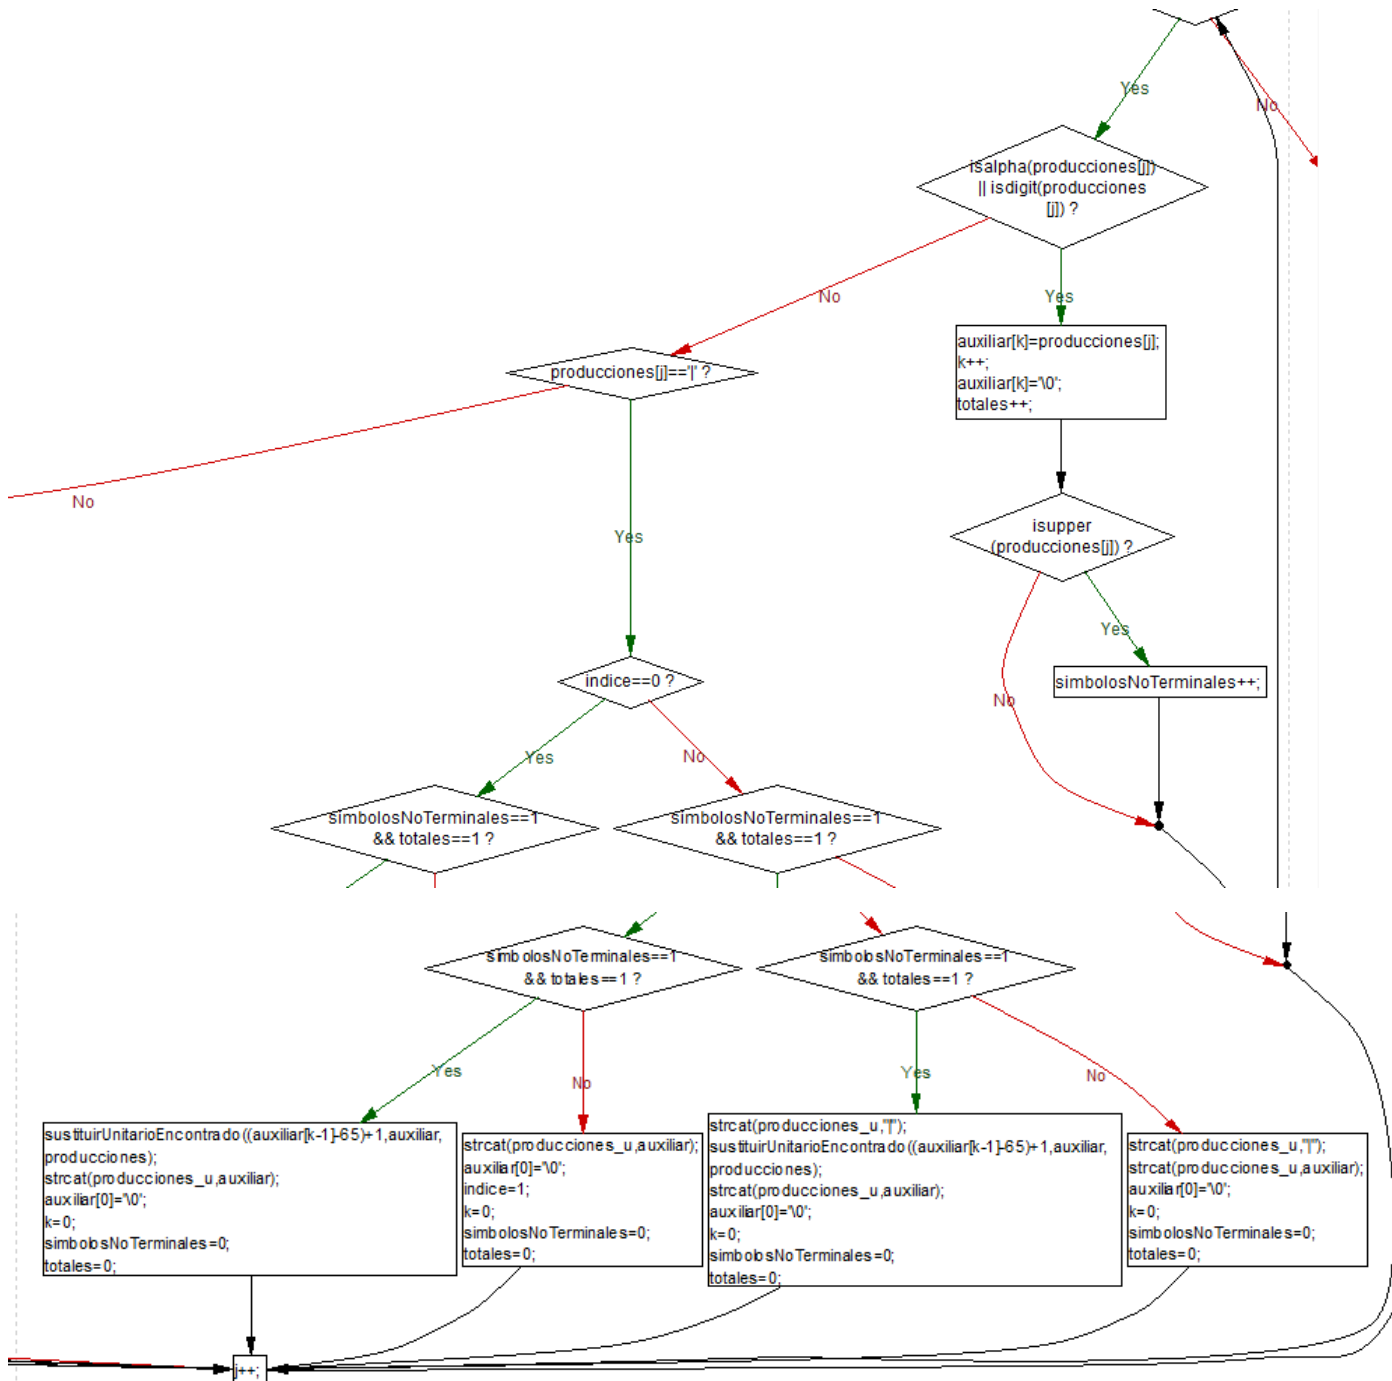 Yes
No
isalpha(producciones[j])
|| isdigit(producciones
[j]) ?
No
Yes
auxiliar[k]=producciones[j];
k++;
auxiliar[k]='\0';
totales++;
producciones[j]=='|' ?
No
Yes
isupper
(producciones[j]) ?
Yes
simbolosNoTerminales++;
No
indice==0 ?
Yes
No
simbolosNoTerminales==1
&& totales==1 ?
simbolosNoTerminales==1
&& totales==1 ?
simbolosNoTerminales==1
&& totales==1 ?
simbolosNoTerminales==1
&& totales==1 ?
Yes
No
Yes
No
sustituirUnitarioEncontrado((auxiliar[k-1]-65)+1,auxiliar,
producciones);
strcat(producciones_u,auxiliar);
auxiliar[0]='\0';
k=0;
simbolosNoTerminales=0;
totales=0;
strcat(producciones_u,auxiliar);
auxiliar[0]='\0';
indice=1;
k=0;
simbolosNoTerminales=0;
totales=0;
strcat(producciones_u,"|");
sustituirUnitarioEncontrado((auxiliar[k-1]-65)+1,auxiliar,
producciones);
strcat(producciones_u,auxiliar);
auxiliar[0]='\0';
k=0;
simbolosNoTerminales=0;
totales=0;
strcat(producciones_u,"|");
strcat(producciones_u,auxiliar);
auxiliar[0]='\0';
k=0;
simbolosNoTerminales=0;
totales=0;
j++;